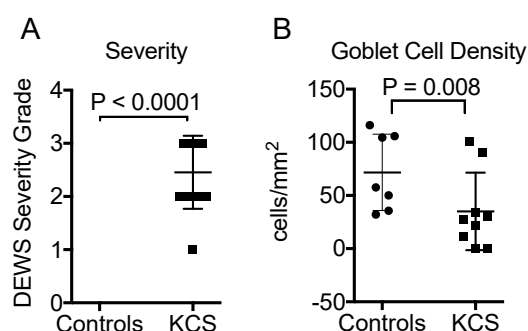 A
Severity
DEWS Severity Grade
4
3
2
1
0
P < 0.0001
Controls
KCS
B
Goblet Cell Density
cells/mm²
150
100
50
0
-50
P = 0.008
Controls
KCS